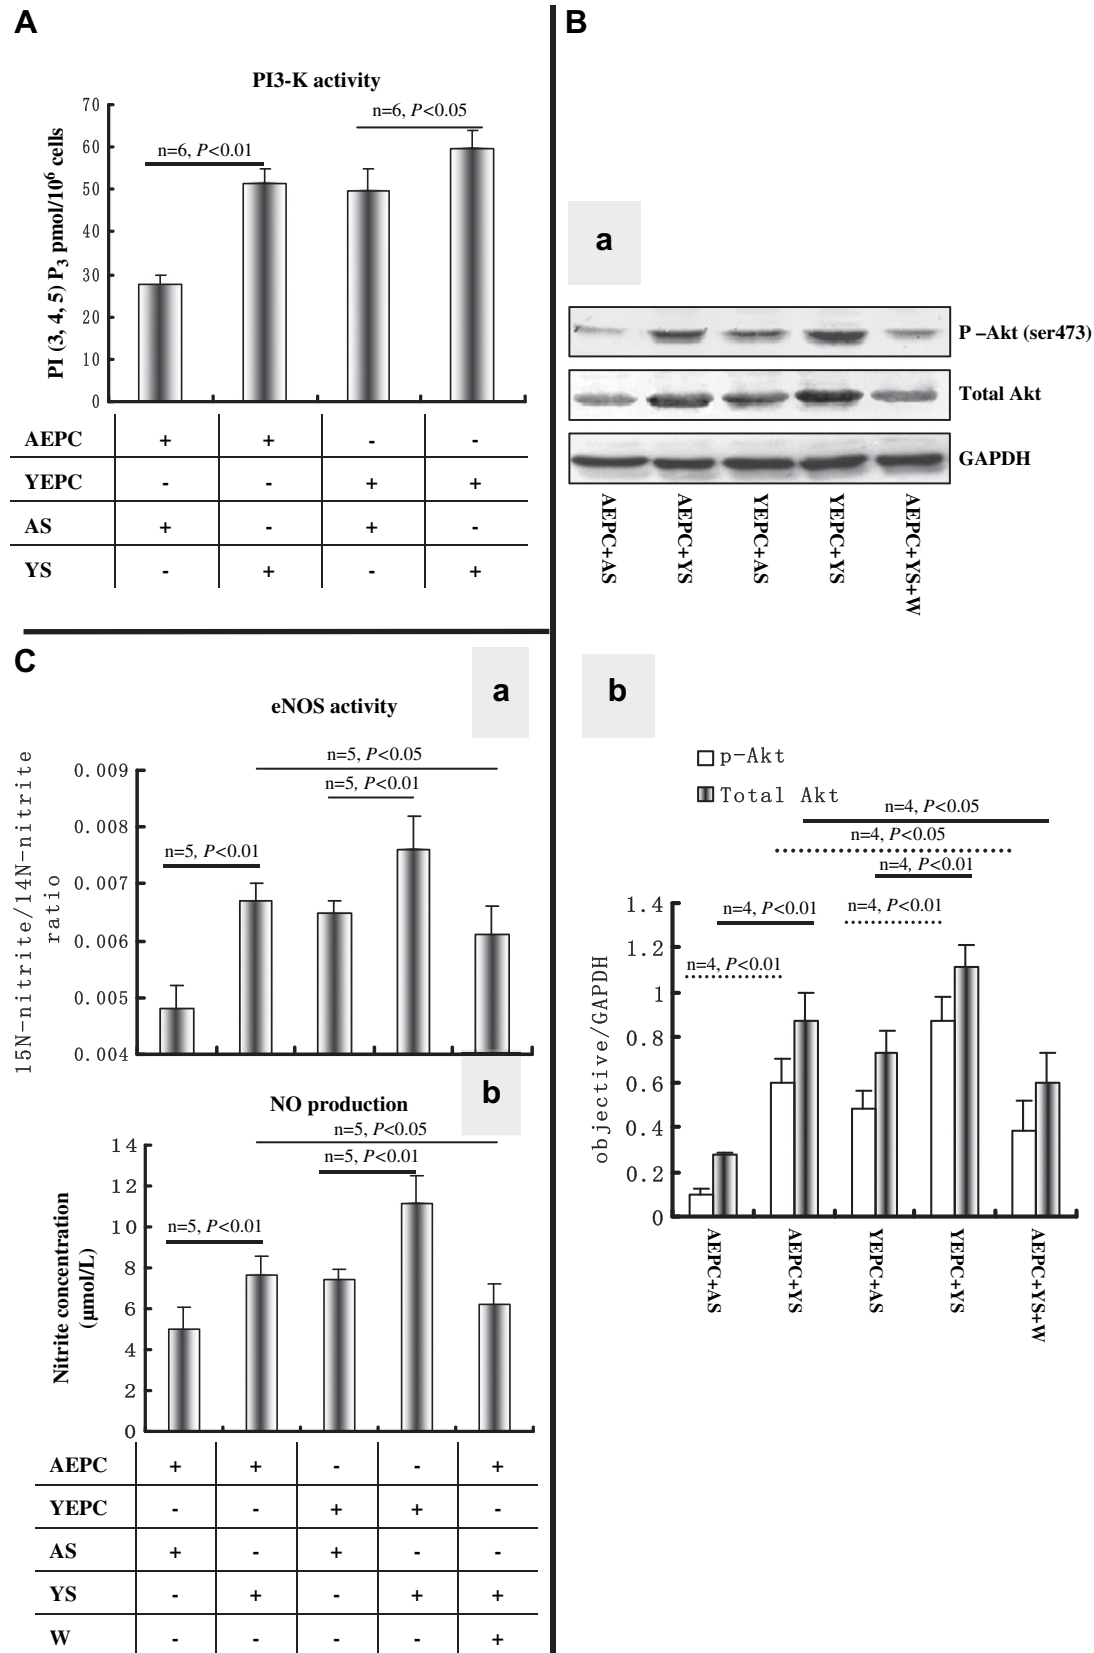 A
PI3-K activity
PI (3, 4, 5) P3 pmol/10^6 cells
70
60
50
40
30
20
10
0
n=6, P<0.01
n=6, P<0.05
AEPC + + - -
YEPC - - + +
AS + - + -
YS - + - +
B
a
P –Akt (ser473)
Total Akt
GAPDH
AEPC+AS
AEPC+YS
YEPC+AS
YEPC+YS
AEPC+YS+W
b
p-Akt
Total Akt
n=4, P<0.05
n=4, P<0.05
n=4, P<0.01
n=4, P<0.01
n=4, P<0.01
n=4, P<0.01
objective/GAPDH
1.4
1.2
1
0.8
0.6
0.4
0.2
0
AEPC+AS
AEPC+YS
YEPC+AS
YEPC+YS
AEPC+YS+W
C
a
eNOS activity
15N-nitrite/14N-nitrite
ratio
n=5, P<0.05
n=5, P<0.01
n=5, P<0.01
0.009
0.008
0.007
0.006
0.005
0.004
b
NO production
n=5, P<0.05
n=5, P<0.01
n=5, P<0.01
Nitrite concentration
(µmol/L)
14
12
10
8
6
4
2
0
AEPC + + - - +
YEPC - - + + -
AS + - + - -
YS - + - + +
W - - - - +